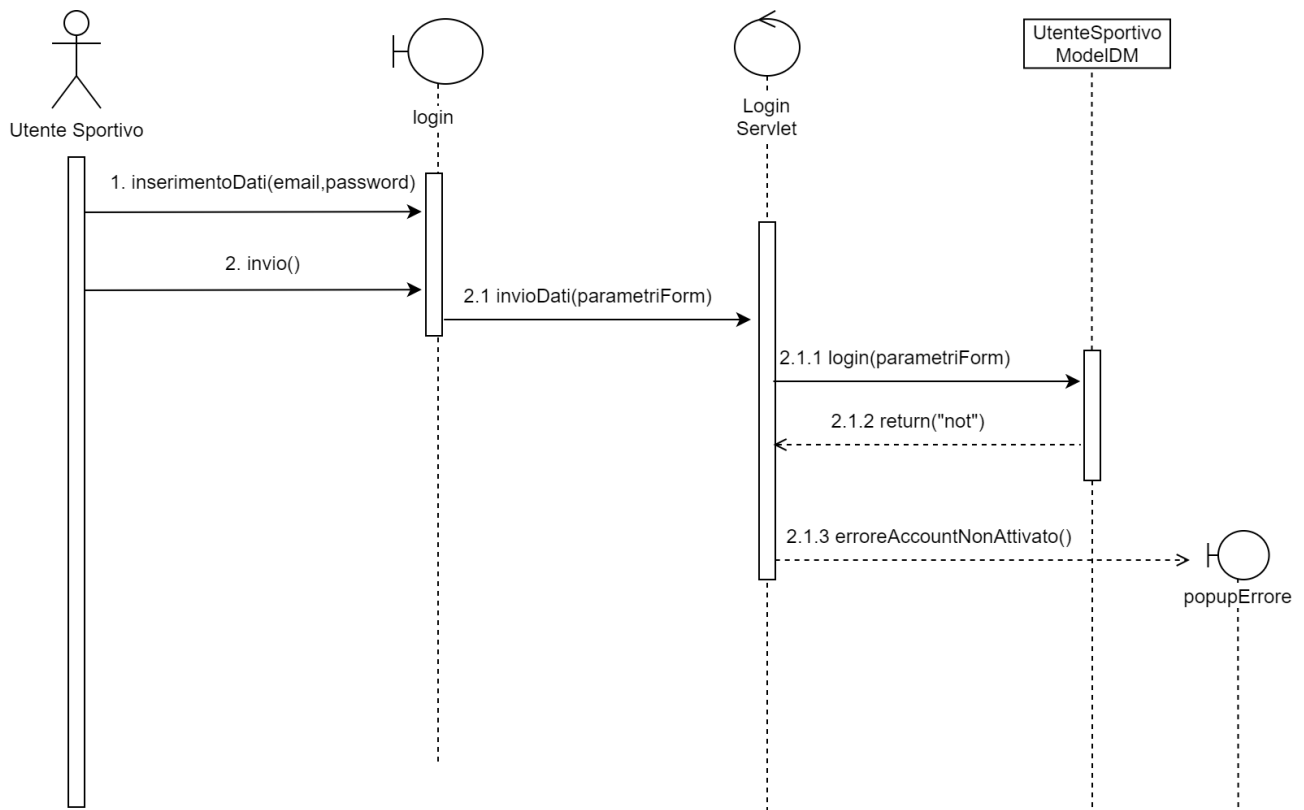 UtenteSportivo
ModelDM
login
Login
Servlet
Utente Sportivo
1. inserimentoDati(email,password)
2. invio()
2.1 invioDati(parametriForm)
2.1.1 login(parametriForm)
2.1.2 return("not")
2.1.3 erroreAccountNonAttivato()
popupErrore